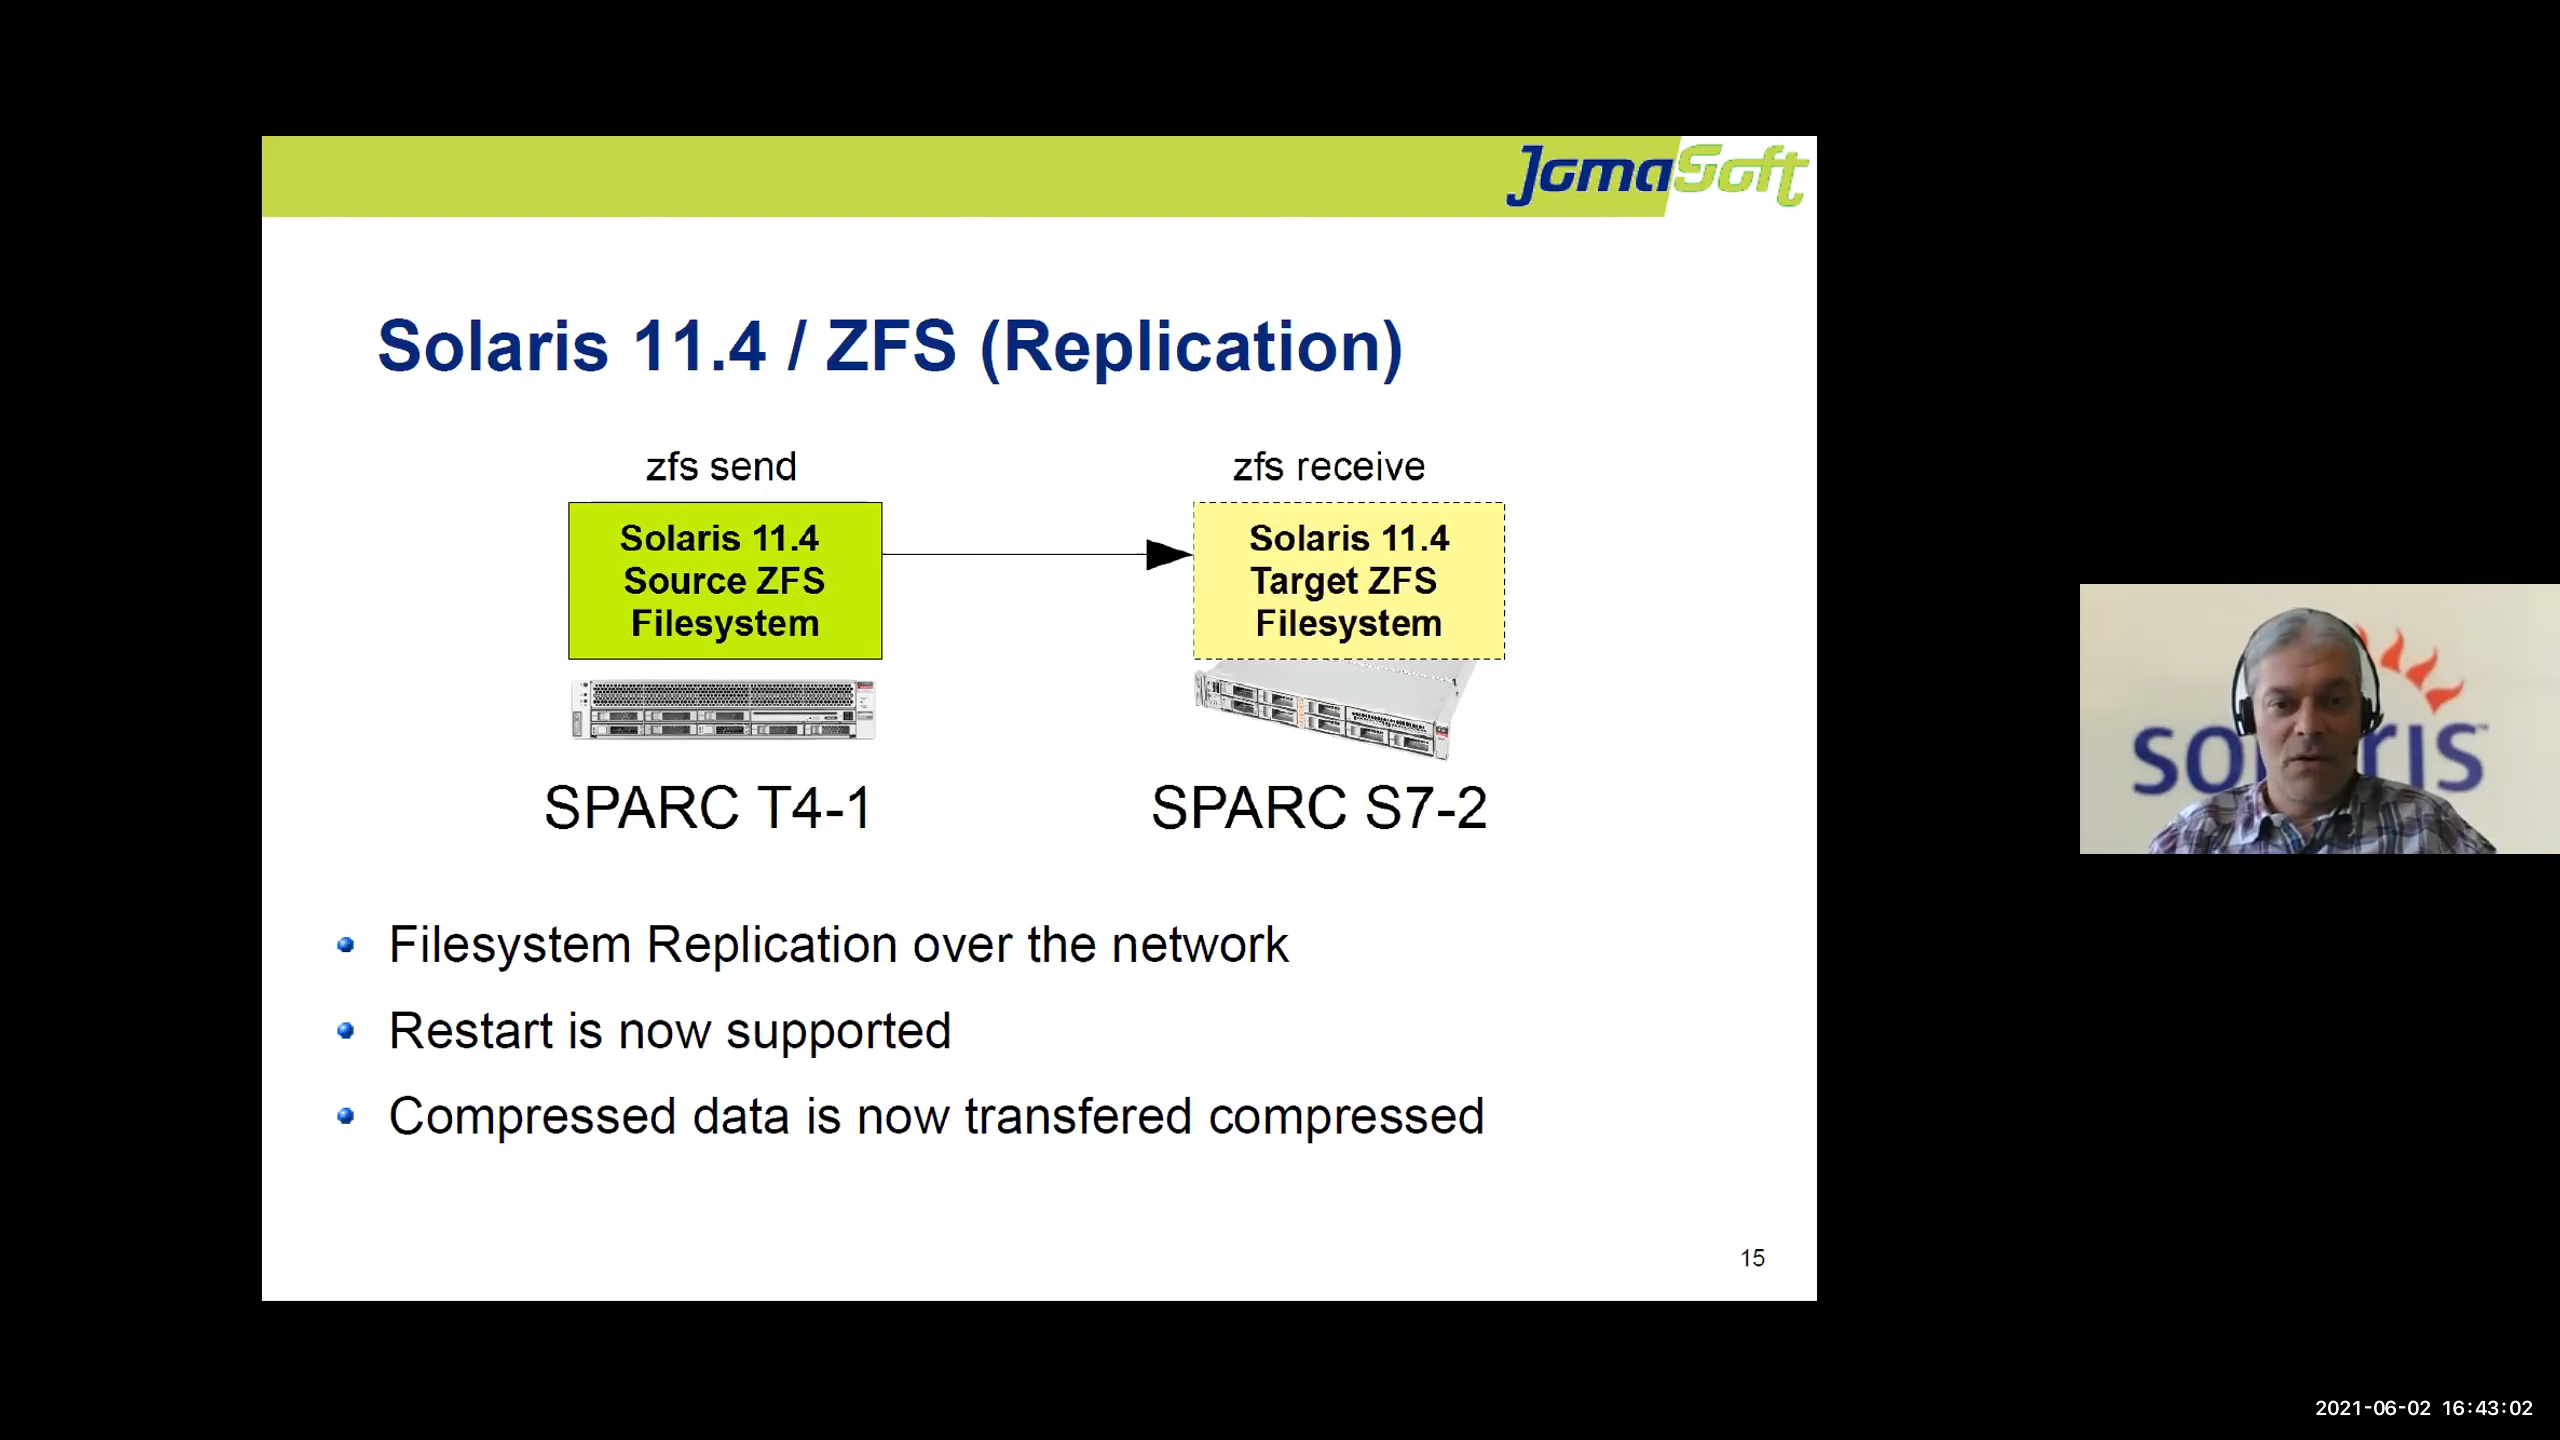 JomaSoft
Solaris 11.4 / ZFS (Replication)
zfs send
zfs receive
Solaris 11.4
Source ZFS
Filesystem
Solaris 11.4
Target ZFS
Filesystem
SPARC T4-1
SPARC S7-2
Filesystem Replication over the network
Restart is now supported
Compressed data is now transfered compressed
15
2021-06-02 16:43:02